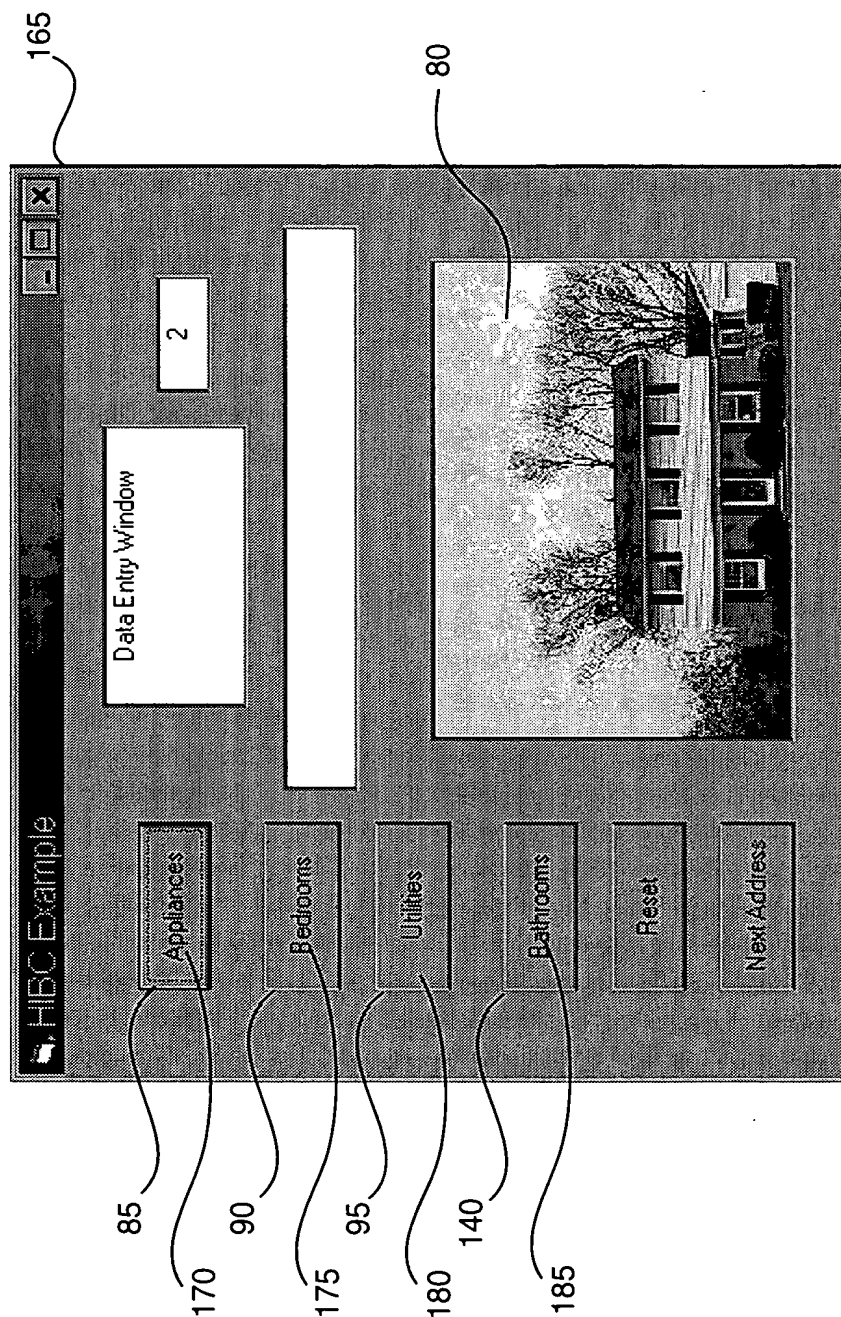 HIBC Example
Appliances
Data Entry Window
2
Bedrooms
Utilities
Bathrooms
Reset
Next Address
85
170
90
175
95
180
140
185
165
80